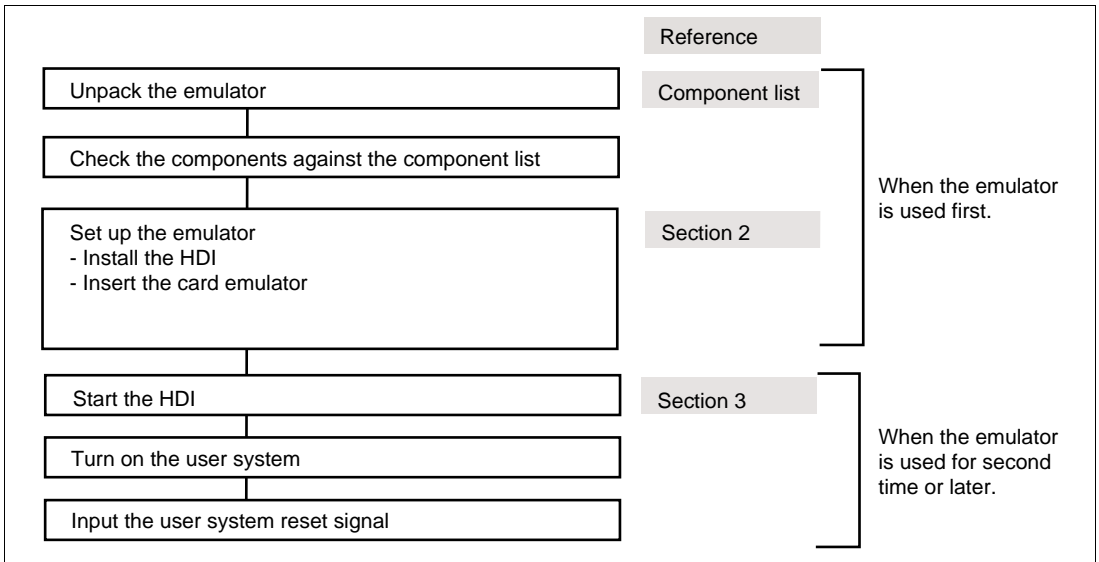 Reference
Unpack the emulator
Component list
Check the components against the component list
When the emulator
is used first.
Set up the emulator
- Install the HDI
- Insert the card emulator
Section 2
Start the HDI
Section 3
Turn on the user system
When the emulator
is used for second
time or later.
Input the user system reset signal